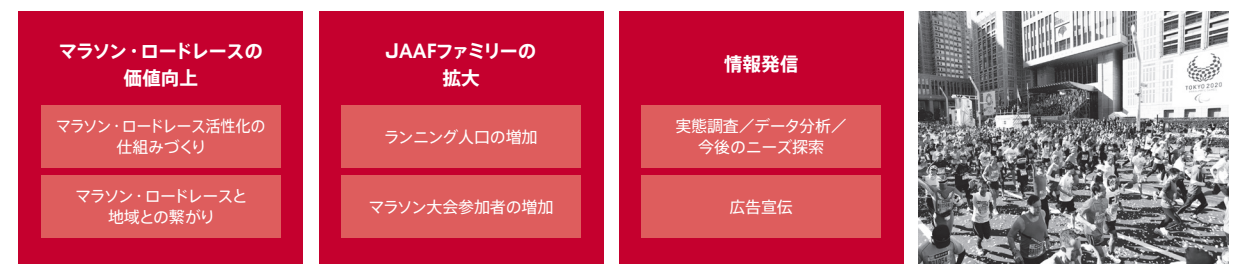 マラソン・ロードレースの
価値向上
マラソン・ロードレース活性化の
仕組みづくり
マラソン・ロードレースと
地域との繋がり
JAAFファミリーの
拡大
ランニング人口の増加
マラソン大会参加者の増加
情報発信
実態調査／データ分析／
今後のニーズ探索
広告宣伝
TOKYO 2020